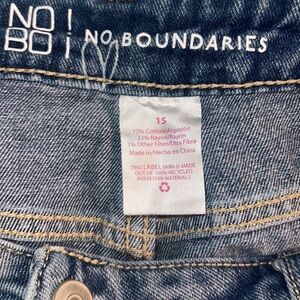 NO!
BO! NO BOUNDARIES
15
77% Cotton/Algodón
22% Rayon/Rayón
1% Other Fiber/Otra Fibra
Made in/Hecho en China
THIS LABEL YARN IS MADE
OUT OF 100% RECYCLED
POLYESTER MATERIALS